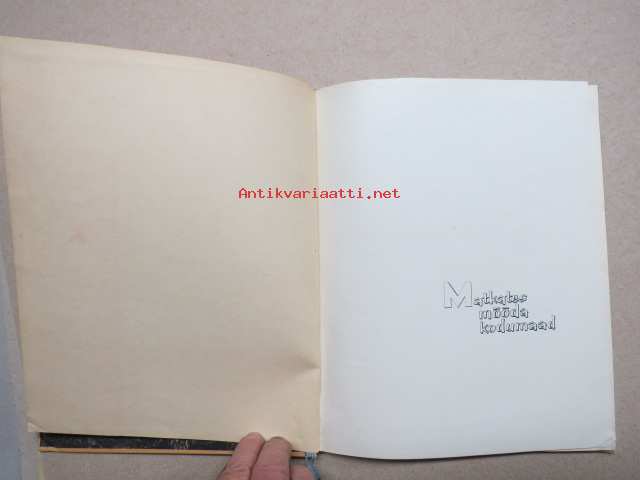 Antikvariaatti.net
Matkates
mööda
kodumaad